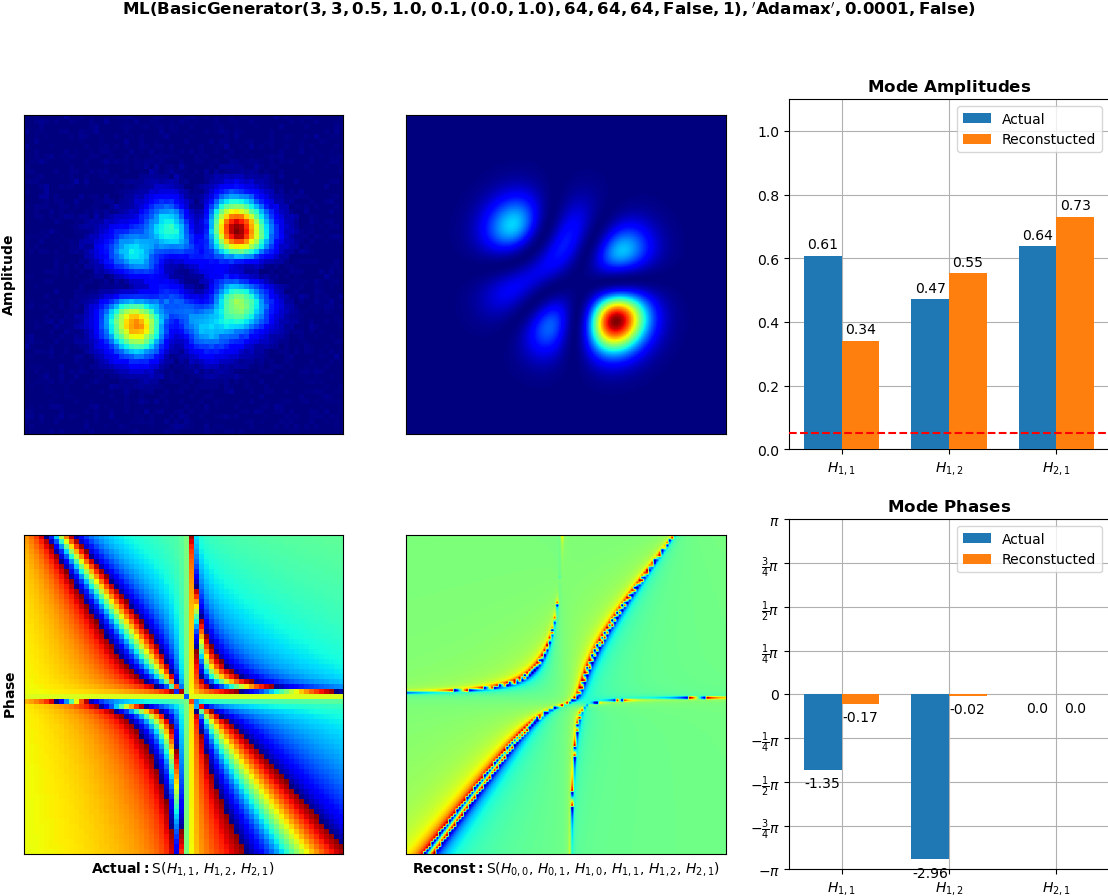 ML(BasicGenerator(3, 3, 0.5, 1.0, 0.1, (0.0, 1.0), 64, 64, 64, False, 1), ′Adamax′, 0.0001, False)
Amplitude
Mode Amplitudes
Actual
Reconstucted
1.0
0.8
0.6
0.4
0.2
0.0
0.61
0.34
0.47
0.55
0.64
0.73
H1,1
H1,2
H2,1
Phase
Actual: S(H1,1, H1,2, H2,1)
Reconst: S(H0,0, H0,1, H1,0, H1,1, H1,2, H2,1)
Mode Phases
Actual
Reconstucted
π
3/4π
1/2π
1/4π
0
−1/4π
−1/2π
−3/4π
−π
-1.35
-0.17
-2.96
-0.02
0.0
0.0
H1,1
H1,2
H2,1